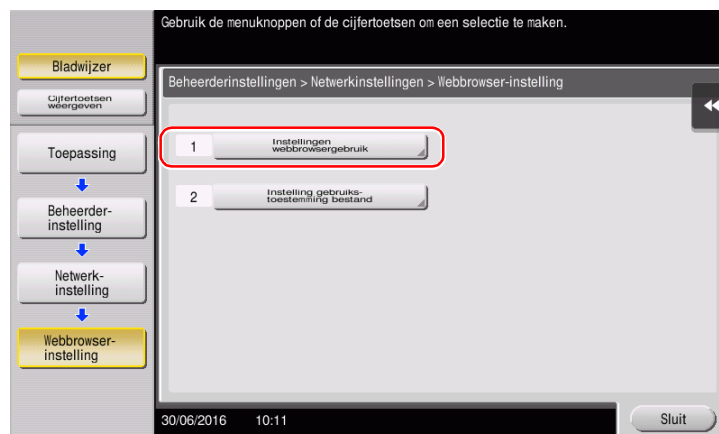 Gebruik de menuknoppen of de cijfertoetsen om een selectie te maken.
Bladwijzer
Cijfertoetsen
weergeven
Toepassing
Beheerder-
instelling
Netwerk-
instelling
Webbrowser-
instelling
Beheerderinstellingen > Netwerkinstellingen > Webbrowser-instelling
1 Instellingen
webbrowsergebruik
2 Instelling gebruiks-
toestemming bestand
30/06/2016 10:11
Sluit